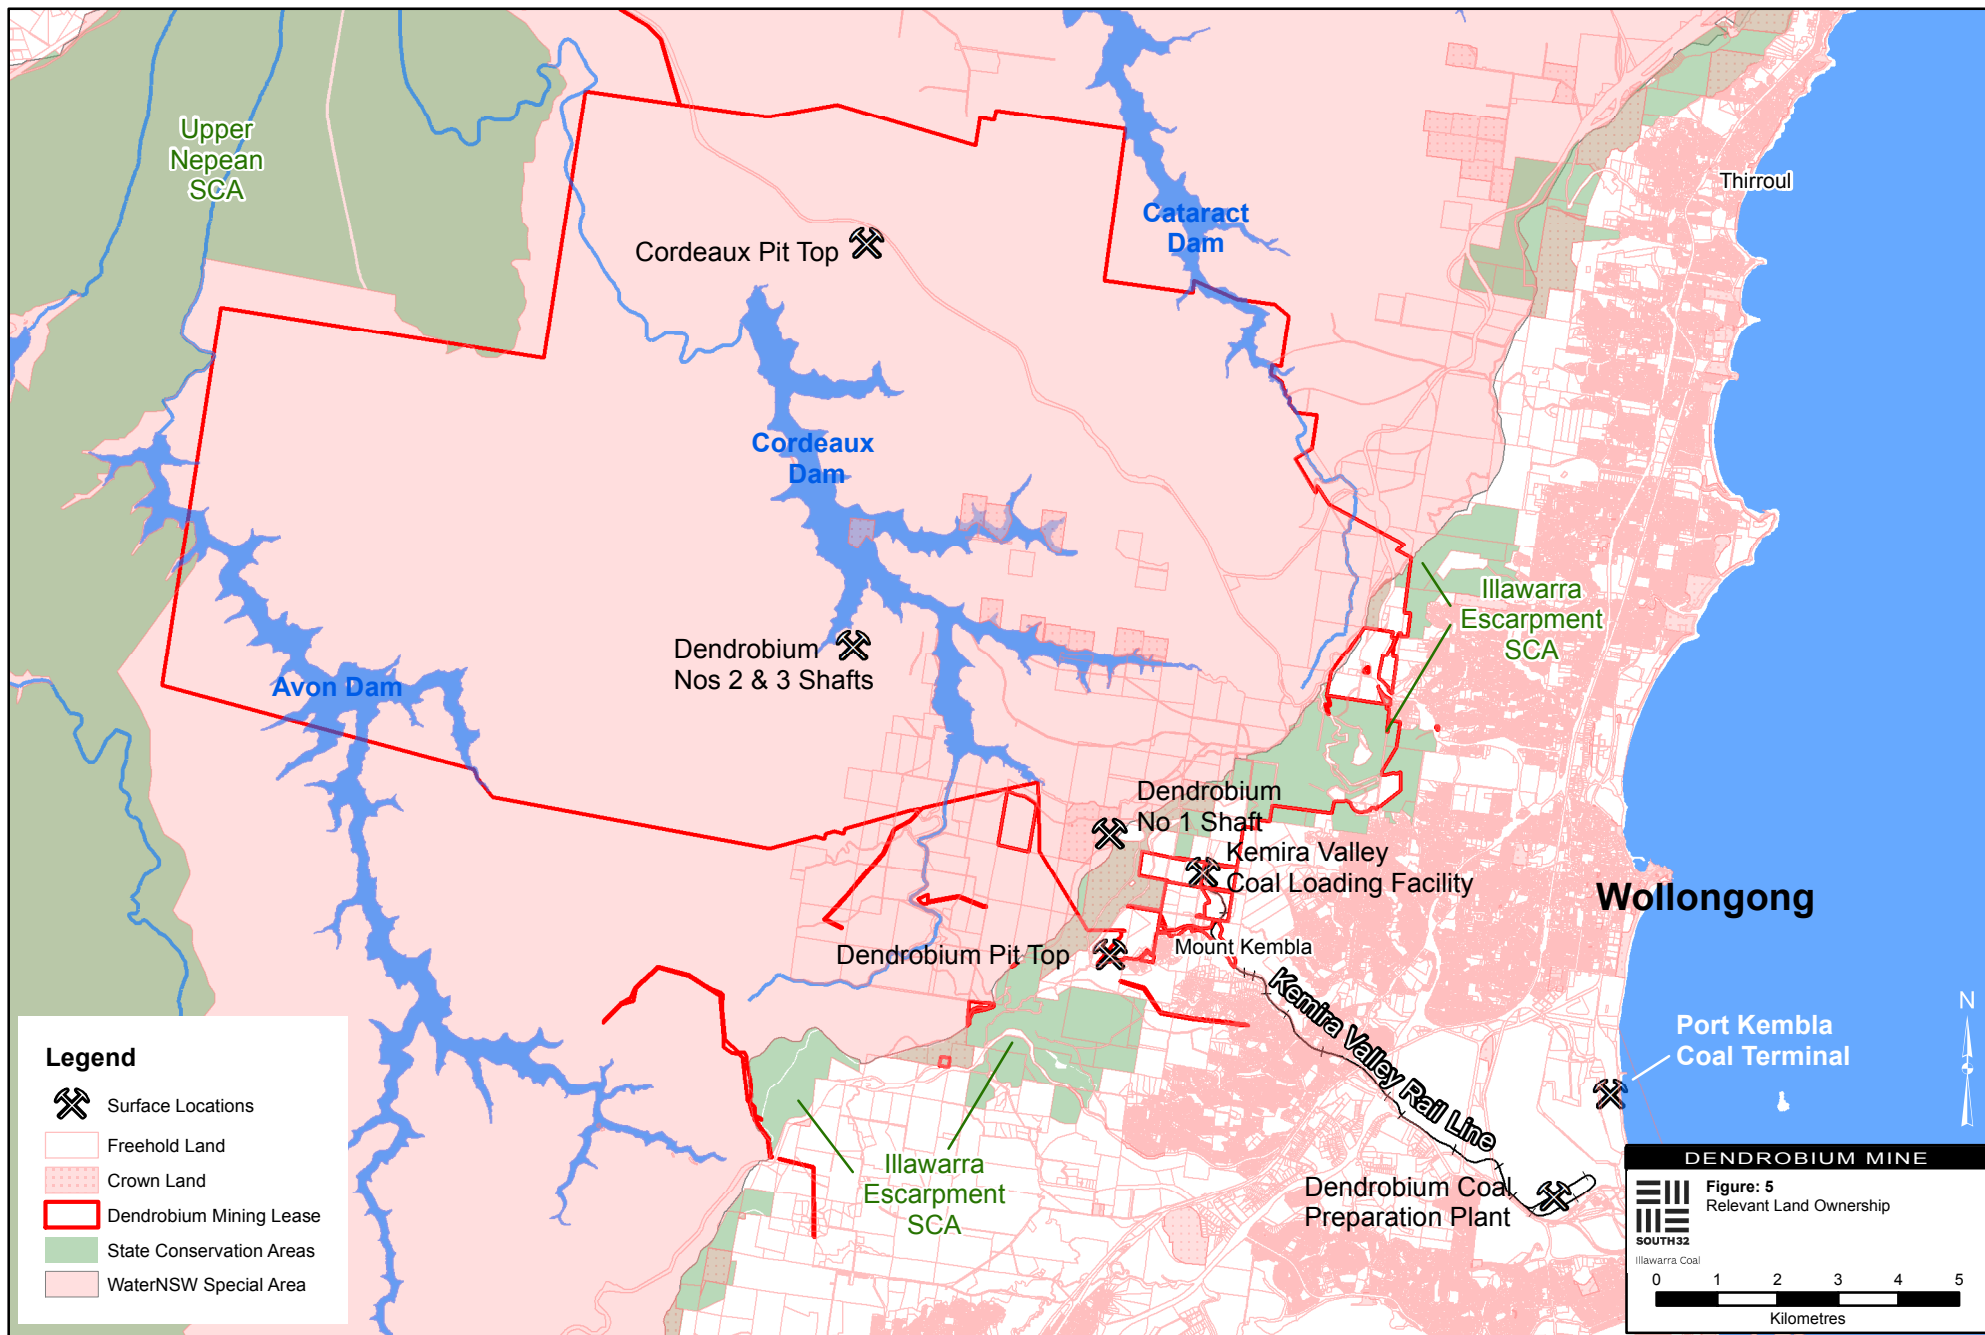 Upper
Nepean
SCA
Thirroul
Cataract
Dam
Cordeaux Pit Top
Cordeaux
Dam
Illawarra
Escarpment
SCA
Dendrobium
Nos 2 & 3 Shafts
Avon Dam
Dendrobium
No 1 Shaft
Kemira Valley
Coal Loading Facility
Wollongong
Dendrobium Pit Top
Mount Kembla
Kemira Valley Rail Line
N
Port Kembla
Coal Terminal
Illawarra
Escarpment
SCA
Dendrobium Coal
Preparation Plant
Legend
Surface Locations
Freehold Land
Crown Land
Dendrobium Mining Lease
State Conservation Areas
WaterNSW Special Area
DENDROBIUM MINE
Figure: 5
Relevant Land Ownership
SOUTH32
Illawarra Coal
0 1 2 3 4 5
Kilometres